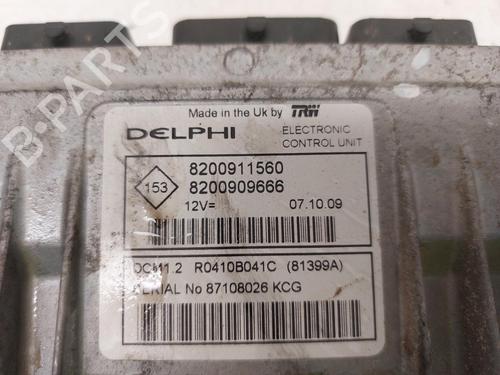 Made in the Uk by TRW
DELPHI ELECTRONIC
CONTROL UNIT
8200911560
153 8200909666
12V= 07.10.09
DCM1.2 R0410B041C (81399A)
SERIAL No 87108026 KCG
B-PARTS